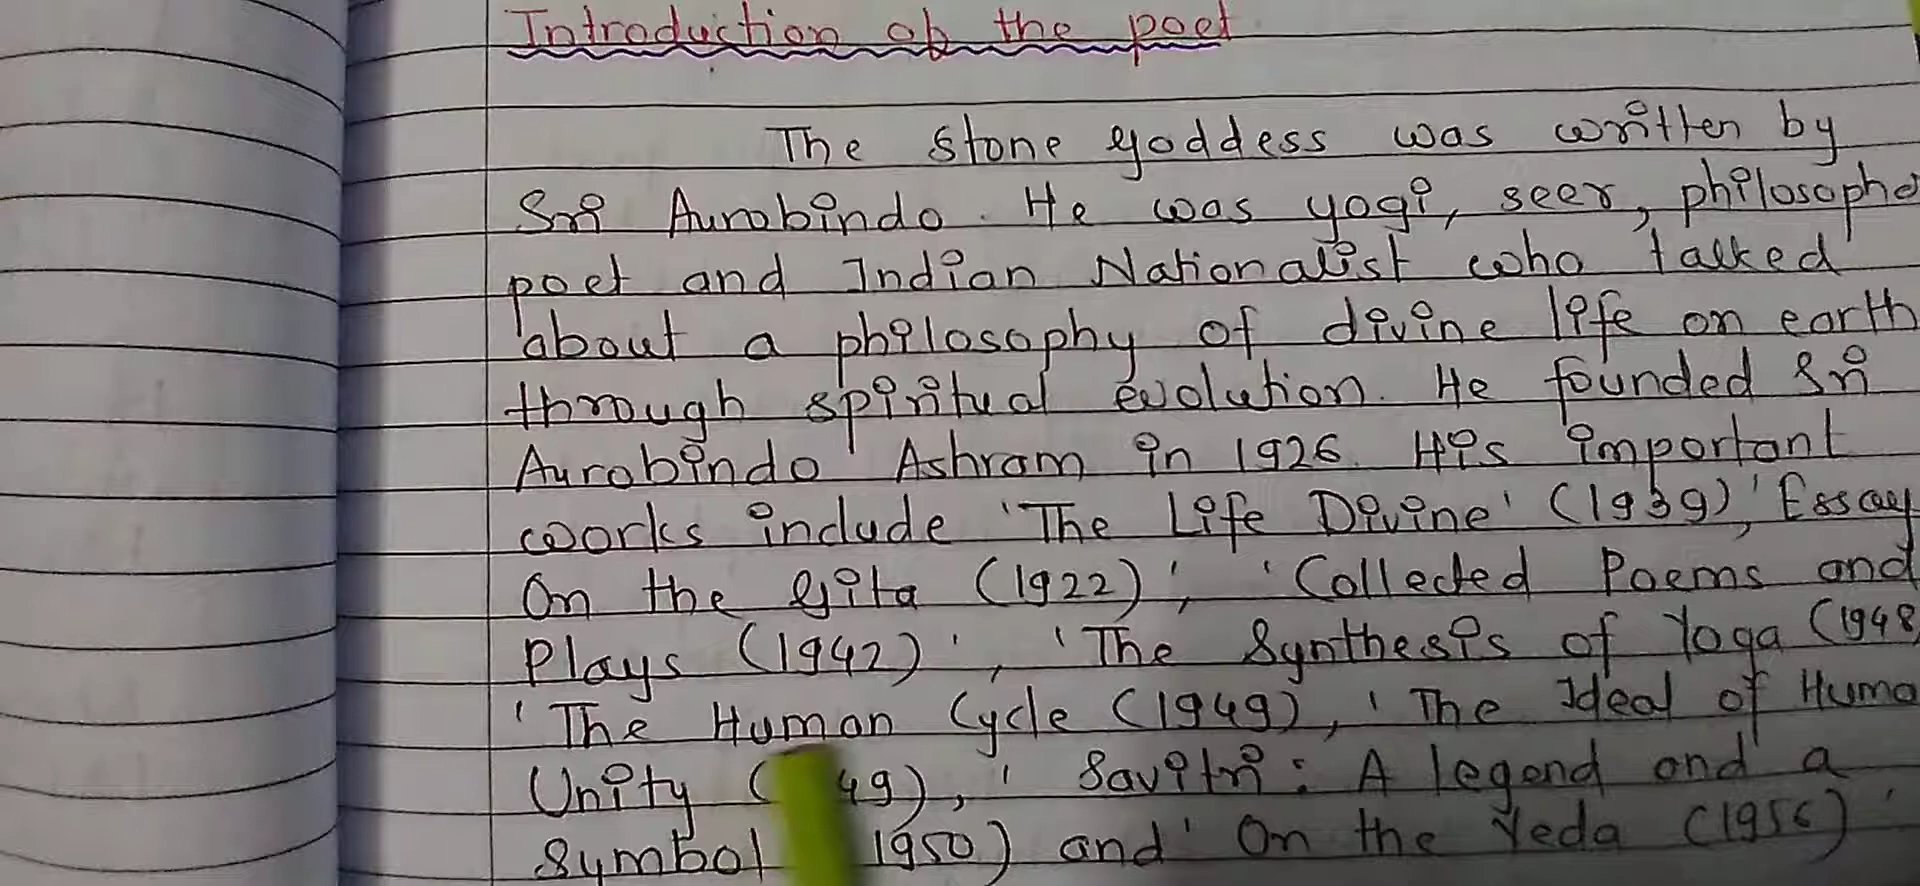 Introduction of the poet
The Stone Goddess was written by
Sri Aurobindo. He was yogi, seer, philosophe
poet and Indian Nationalist who talked
about a philosophy of divine life on earth
through spiritual evolution. He founded Sri
Aurobindo Ashram in 1926. His important
works include 'The Life Divine' (1939), 'Essay
On the Gita (1922)', 'Collected Poems and
Plays (1942)', 'The Synthesis of Yoga (1948)
'The Human Cycle (1949), 'The Ideal of Huma
Unity ( 49), ' Savitri: A legend and a
Symbol 1950) and 'On the Veda (1956)'